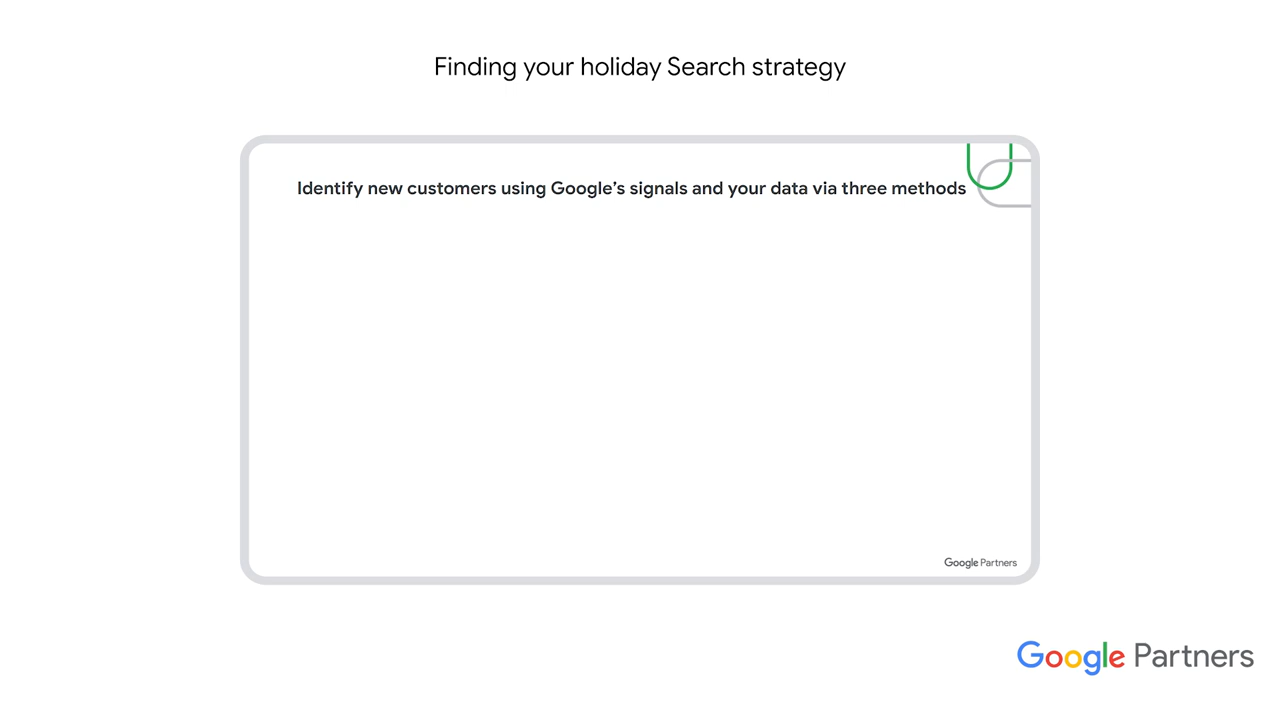 Finding your holiday Search strategy
Identify new customers using Google’s signals and your data via three methods
Google Partners
Google Partners